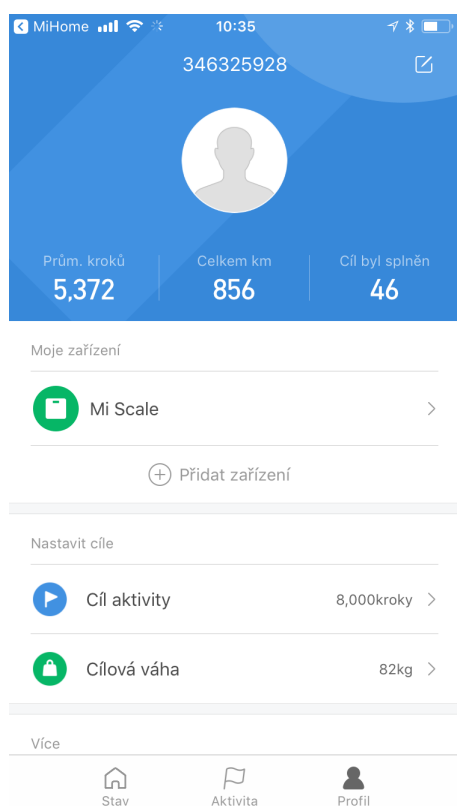 MiHome 10:35
346325928
Prům. kroků Celkem km Cíl byl splněn
5,372 856 46
Moje zařízení
Mi Scale
Přidat zařízení
Nastavit cíle
Cíl aktivity 8,000kroky
Cílová váha 82kg
Více
Stav Aktivita Profil